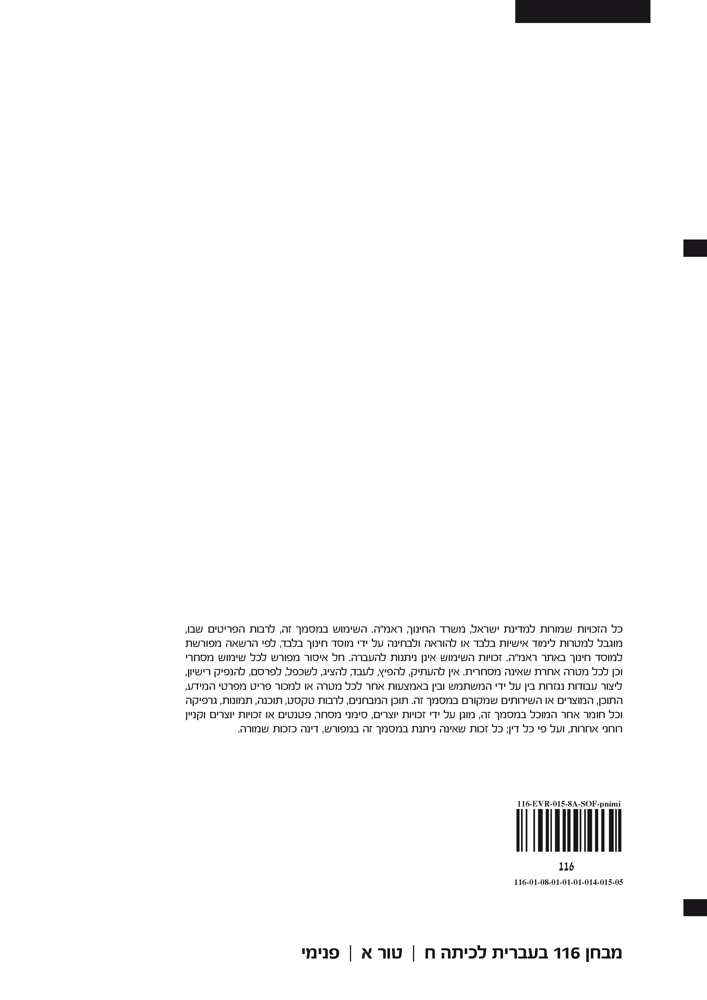 כל הזכויות שמורות למדינת ישראל, משרד החינוך, ראמ"ה. השימוש במסמך זה, לרבות הפריטים שבו,
מוגבל למטרות לימוד אישיות בלבד או להוראה ולבחינה על ידי מוסד חינוך בלבד, לפי הרשאה מפורשת
למוסד חינוך באתר ראמ"ה. זכויות השימוש אינן ניתנות להעברה. חל איסור מפורש לכל שימוש מסחרי
וכן לכל מטרה אחרת שאינה מסחרית. אין להעתיק, להפיץ, לעבד, להציג, לשכפל, לפרסם, להנפיק רישיון,
ליצור עבודות נגזרות בין על ידי המשתמש ובין באמצעות אחר לכל מטרה או למכור פריט מפרטי המידע,
התוכן, המוצרים או השירותים שמקורם במסמך זה. תוכן המבחנים, לרבות טקסט, תוכנה, תמונות, גרפיקה
וכל חומר אחר המוכל במסמך זה, מוגן על ידי זכויות יוצרים, סימני מסחר, פטנטים או זכויות יוצרים וקניין
רוחני אחרות, ועל פי כל דין; כל זכות שאינה ניתנת במסמך זה במפורש, דינה כזכות שמורה.
116-EVR-015-8A-SOF-pnimi
116
116-01-08-01-01-01-014-015-05
מבחן 116 בעברית לכיתה ח | טור א | פנימי